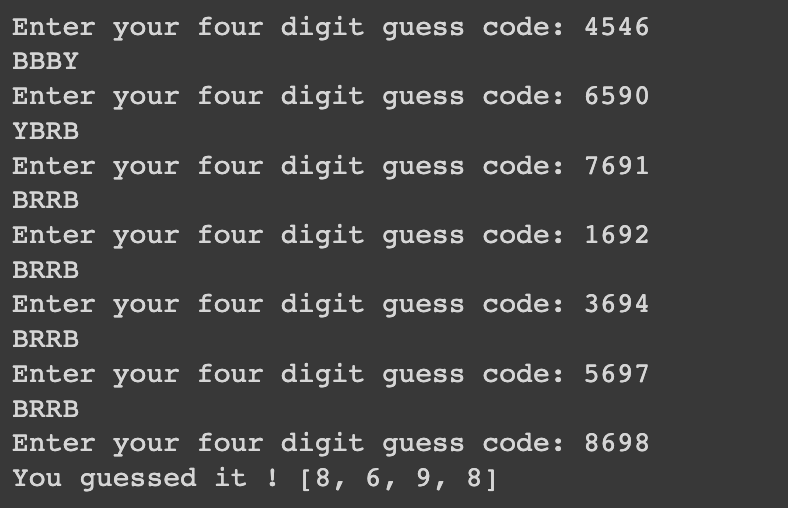 Enter your four digit guess code: 4546
BBBY
Enter your four digit guess code: 6590
YBRB
Enter your four digit guess code: 7691
BRRB
Enter your four digit guess code: 1692
BRRB
Enter your four digit guess code: 3694
BRRB
Enter your four digit guess code: 5697
BRRB
Enter your four digit guess code: 8698
You guessed it ! [8, 6, 9, 8]